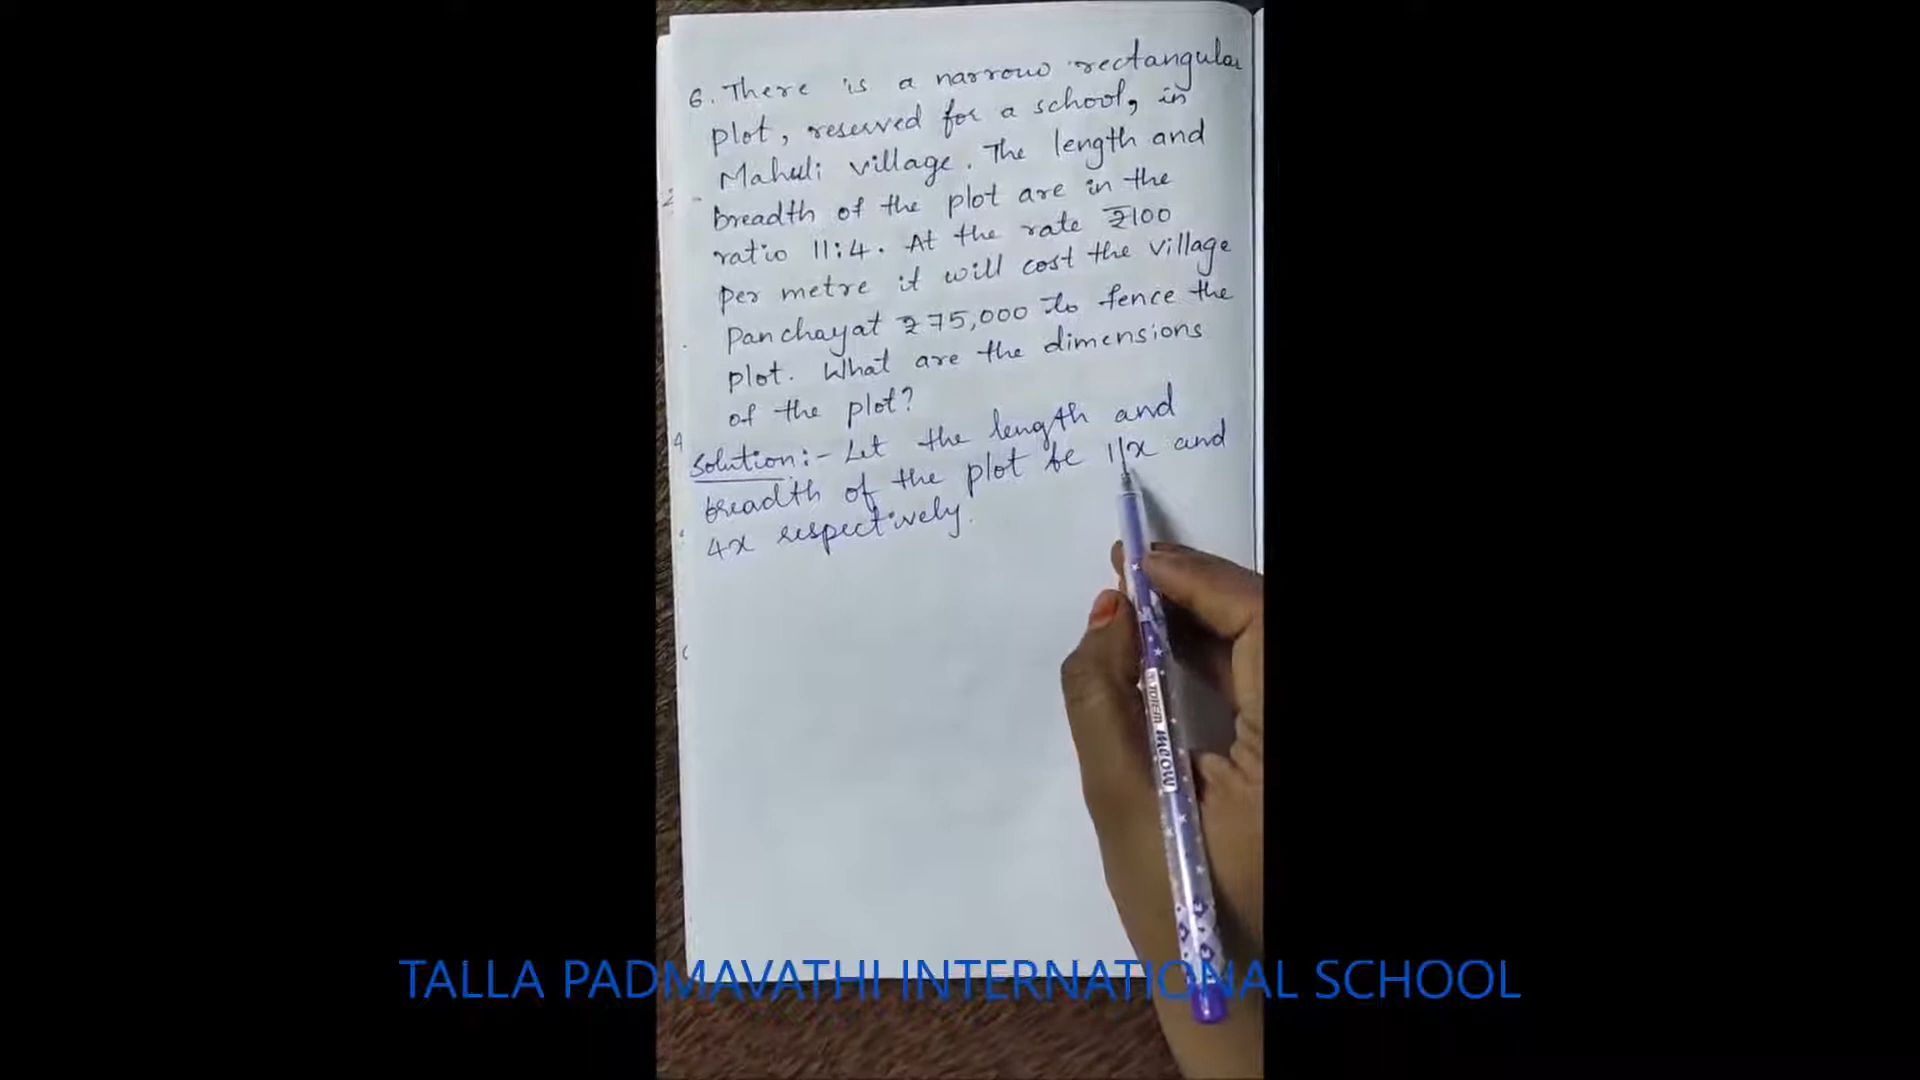 6. There is a narrow rectangular
plot, reserved for a school, in
Mahuli village. The length and
breadth of the plot are in the
ratio 11:4. At the rate ₹100
per metre it will cost the village
panchayat ₹75,000 to fence the
plot. What are the dimensions
of the plot?
Solution:- Let the length and
breadth of the plot be 11x and
4x respectively.
TOREM meow
TALLA PADMAVATHI INTERNATIONAL SCHOOL